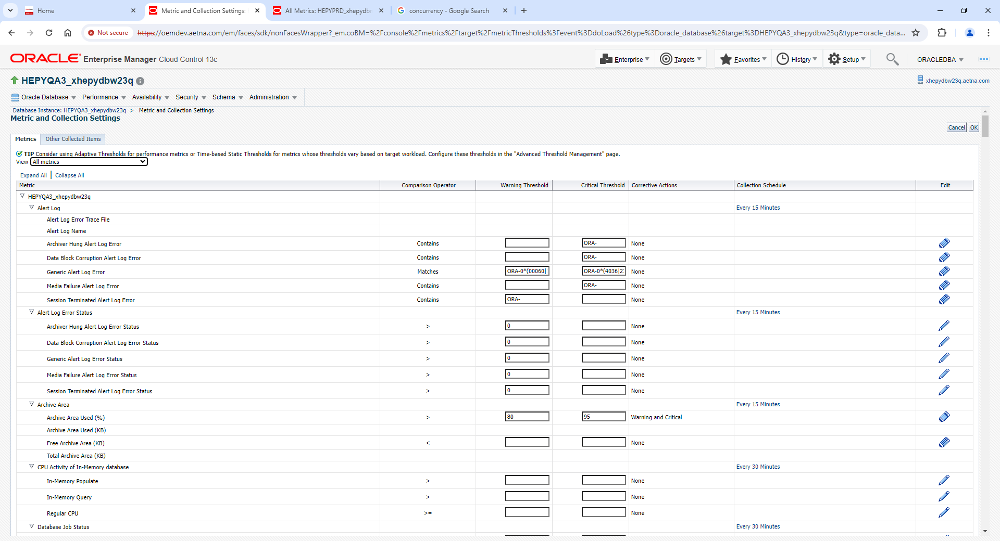 Home
Metric and Collection Settings:
All Metrics: HEPYPRD_xhepydb
concurrency - Google Search
Not secure
https://oemdev.aetna.com/em/faces/sdk/nonFacesWrapper?_em.coBM=%2Fconsole%2Fmetrics%2Ftarget%2FmetricThresholds%3Fevent%3DdoLoad%26type%3Doracle_database%26target%3DHEPYQA3_xhepydbw23q&type=oracle_data...
ORACLE Enterprise Manager Cloud Control 13c
Enterprise
Targets
Favorites
History
Setup
ORACLEDBA
HEPYQA3_xhepydbw23q
xhepydbw23q.aetna.com
Oracle Database
Performance
Availability
Security
Schema
Administration
Database Instance: HEPYQA3_xhepydbw23q > Metric and Collection Settings
Metric and Collection Settings
Cancel OK
Metrics Other Collected Items
TIP Consider using Adaptive Thresholds for performance metrics or Time-based Static Thresholds for metrics whose thresholds vary based on target workload. Configure these thresholds in the "Advanced Threshold Management" page.
View All metrics
Expand All | Collapse All
Metric Comparison Operator Warning Threshold Critical Threshold Corrective Actions Collection Schedule Edit
HEPYQA3_xhepydbw23q
Alert Log Every 15 Minutes
Alert Log Error Trace File
Alert Log Name
Archiver Hung Alert Log Error Contains ORA- None
Data Block Corruption Alert Log Error Contains ORA- None
Generic Alert Log Error Matches ORA-0*(00060| ORA-0*(4036|2 None
Media Failure Alert Log Error Contains ORA- None
Session Terminated Alert Log Error Contains ORA- None
Alert Log Error Status Every 15 Minutes
Archiver Hung Alert Log Error Status > 0 None
Data Block Corruption Alert Log Error Status > 0 None
Generic Alert Log Error Status > 0 None
Media Failure Alert Log Error Status > 0 None
Session Terminated Alert Log Error Status > 0 None
Archive Area Every 15 Minutes
Archive Area Used (%) > 80 95 Warning and Critical
Archive Area Used (KB)
Free Archive Area (KB) < None
Total Archive Area (KB)
CPU Activity of In-Memory database Every 30 Minutes
In-Memory Populate > None
In-Memory Query > None
Regular CPU >= None
Database Job Status Every 30 Minutes